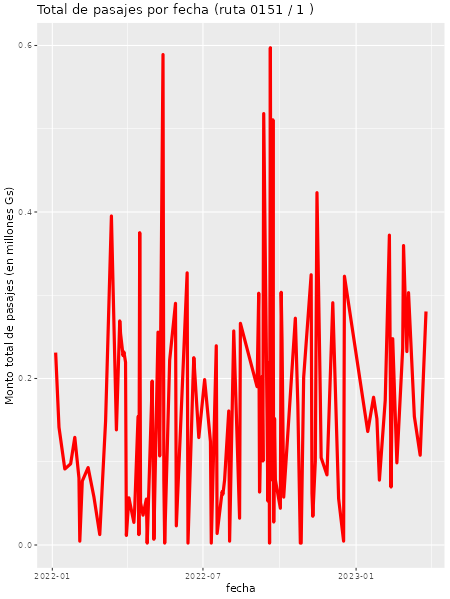 Total de pasajes por fecha (ruta 0151 / 1 )
Monto total de pasajes (en millones Gs)
0.6
0.4
0.2
0.0
2022-01
2022-07
2023-01
fecha